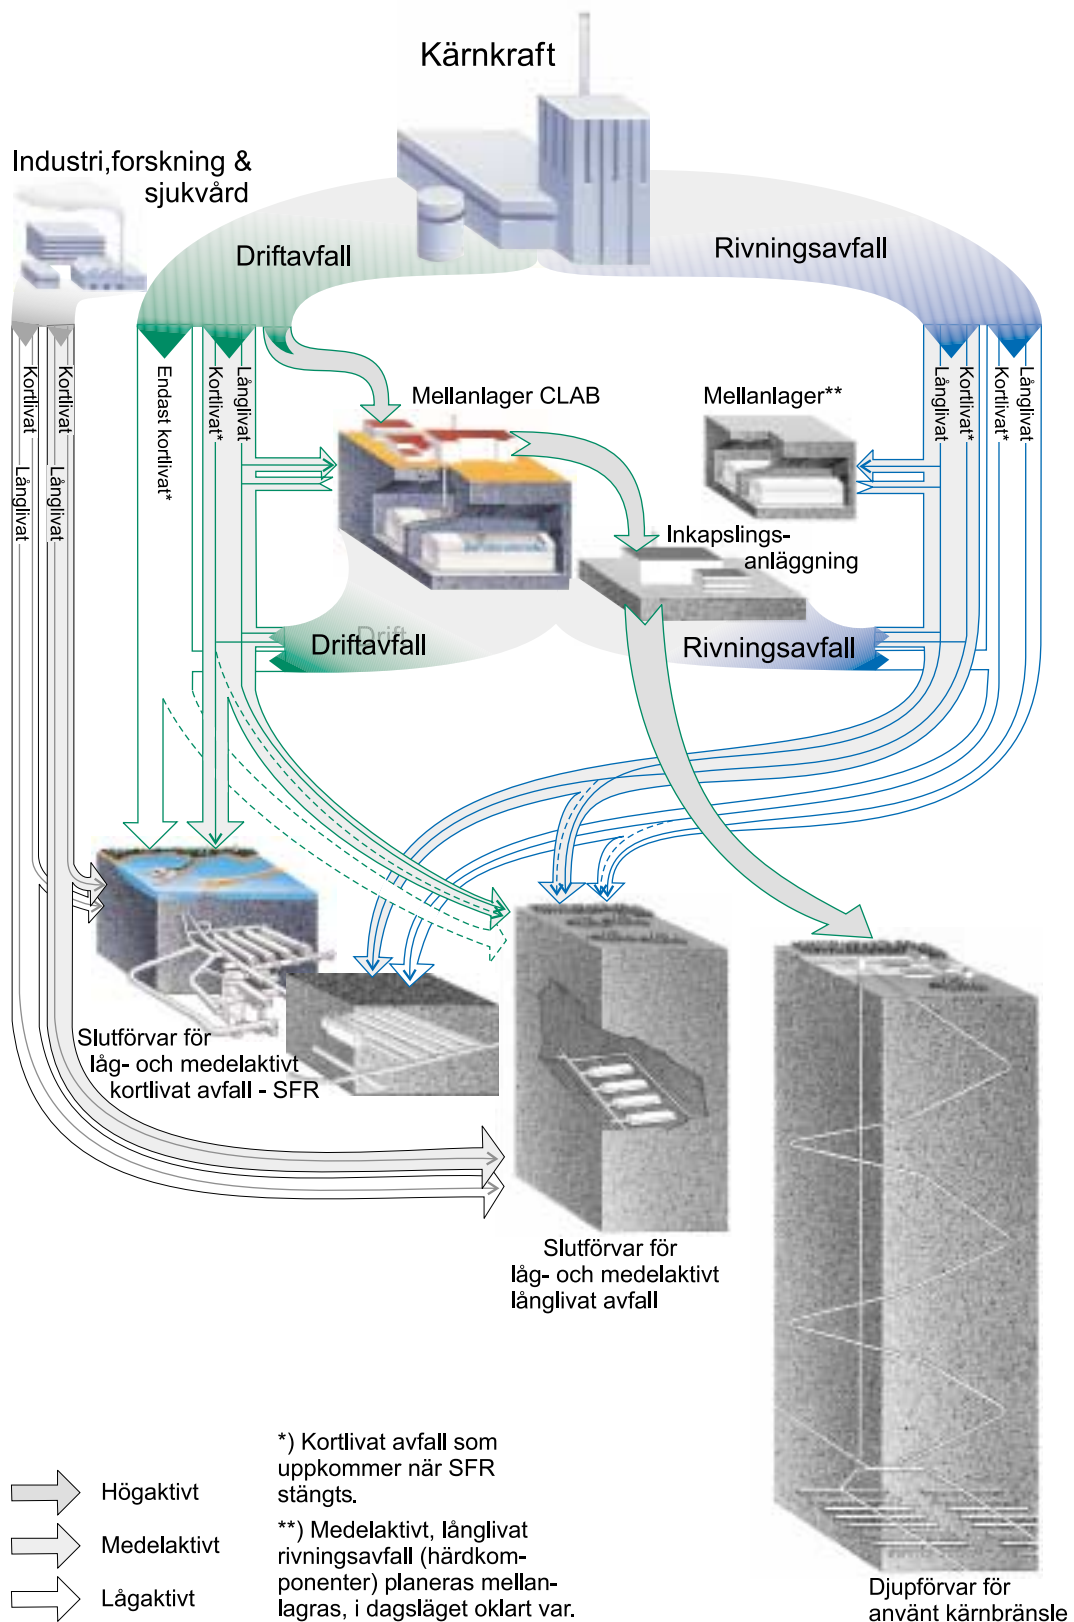 Kärnkraft
Industri,forskning &
sjukvård
Driftavfall
Rivningsavfall
Kortlivat
Långlivat
Kortlivat
Långlivat
Endast kortlivat*
Kortlivat*
Långlivat
Mellanlager CLAB
Mellanlager**
Långlivat
Kortlivat*
Kortlivat*
Långlivat
Inkapslings-
anläggning
Drift
Driftavfall
Rivningsavfall
Slutförvar för
låg- och medelaktivt
kortlivat avfall - SFR
Slutförvar för
låg- och medelaktivt
långlivat avfall
*) Kortlivat avfall som
uppkommer när SFR
stängts.
**) Medelaktivt, långlivat
rivningsavfall (härdkom-
ponenter) planeras mellan-
lagras, i dagsläget oklart var.
Högaktivt
Medelaktivt
Lågaktivt
Djupförvar för
använt kärnbränsle